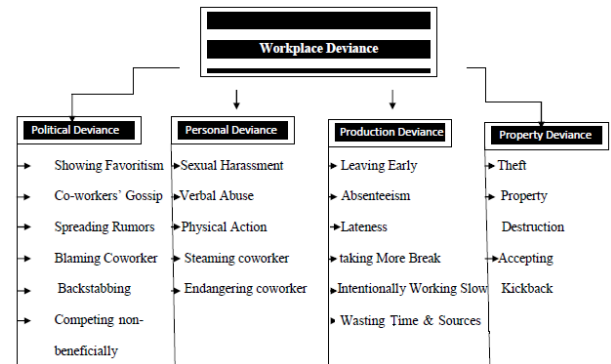 Workplace Deviance
Political Deviance
Showing Favoritism
Co-workers' Gossip
Spreading Rumors
Blaming Coworker
Backstabbing
Competing non-
beneficially
Personal Deviance
Sexual Harassment
Verbal Abuse
Physical Action
Steaming coworker
Endangering coworker
Production Deviance
Leaving Early
Absenteeism
Lateness
taking More Break
Intentionally Working Slow
Wasting Time & Sources
Property Deviance
Theft
Property
Destruction
Accepting
Kickback